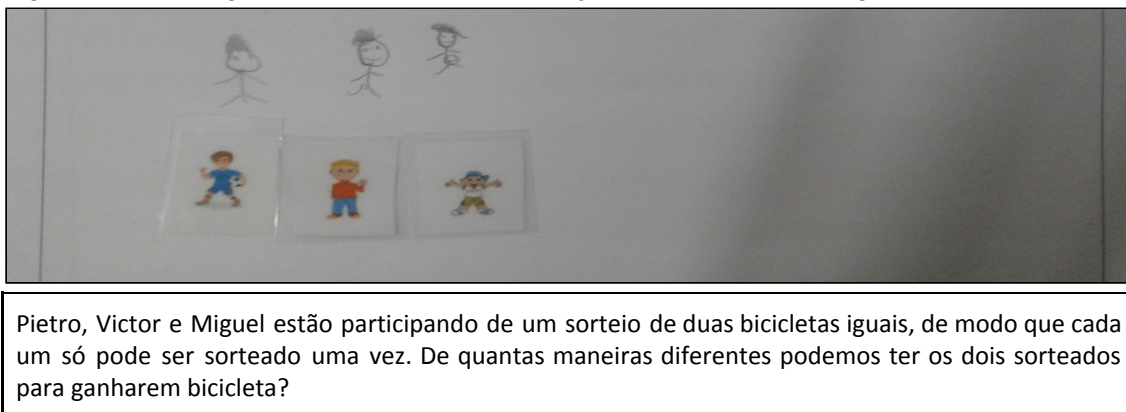 Pietro, Victor e Miguel estão participando de um sorteio de duas bicicletas iguais, de modo que cada
um só pode ser sorteado uma vez. De quantas maneiras diferentes podemos ter os dois sorteados
para ganharem bicicleta?